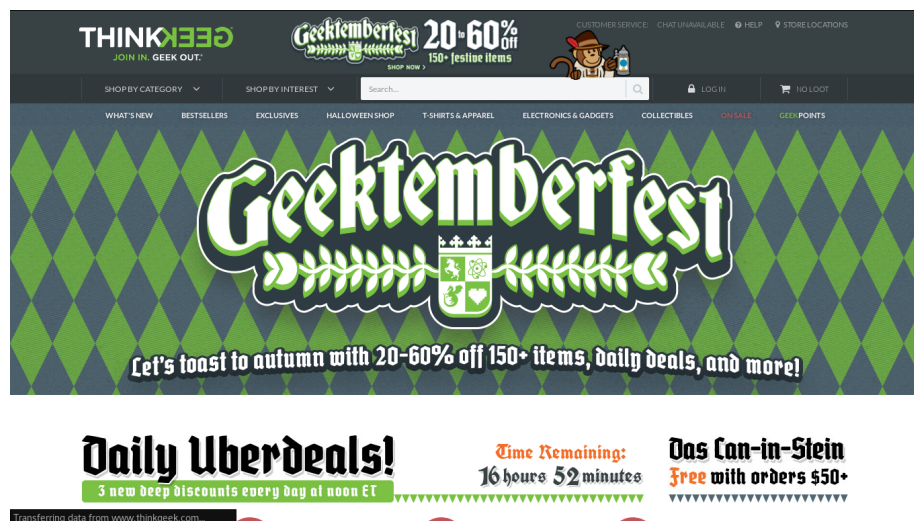 CUSTOMER SERVICE: CHAT UNAVAILABLE HELP STORE LOCATIONS
THINKGEEK
JOIN IN. GEEK OUT.
Geektemberfest
20 to 60% Off
150+ festive items
SHOP NOW >
SHOP BY CATEGORY SHOP BY INTEREST Search... LOG IN NO LOOT
WHAT'S NEW BESTSELLERS EXCLUSIVES HALLOWEEN SHOP T-SHIRTS & APPAREL ELECTRONICS & GADGETS COLLECTIBLES ON SALE GEEKPOINTS
Geektemberfest
Let's toast to autumn with 20-60% off 150+ items, daily deals, and more!
Daily Uberdeals!
3 new deep discounts every day at noon ET
Time Remaining:
16 hours 52 minutes
Das Can-in-Stein
Free with orders $50+
Transferring data from www.thinkgeek.com...